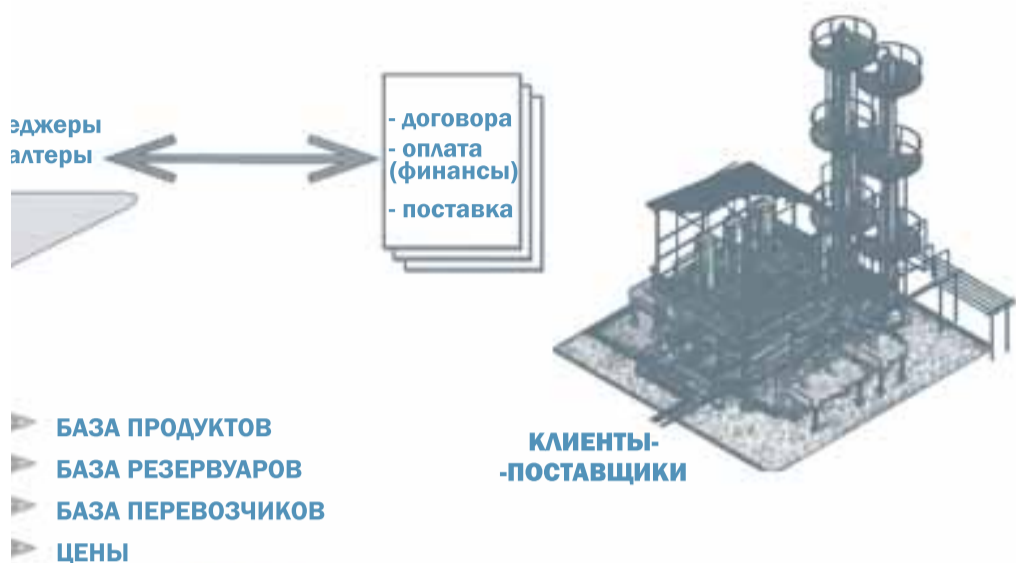 еджеры
алтеры
- договора
- оплата
(финансы)
- поставка
БАЗА ПРОДУКТОВ
БАЗА РЕЗЕРВУАРОВ
БАЗА ПЕРЕВОЗЧИКОВ
ЦЕНЫ
КЛИЕНТЫ-
-ПОСТАВЩИКИ